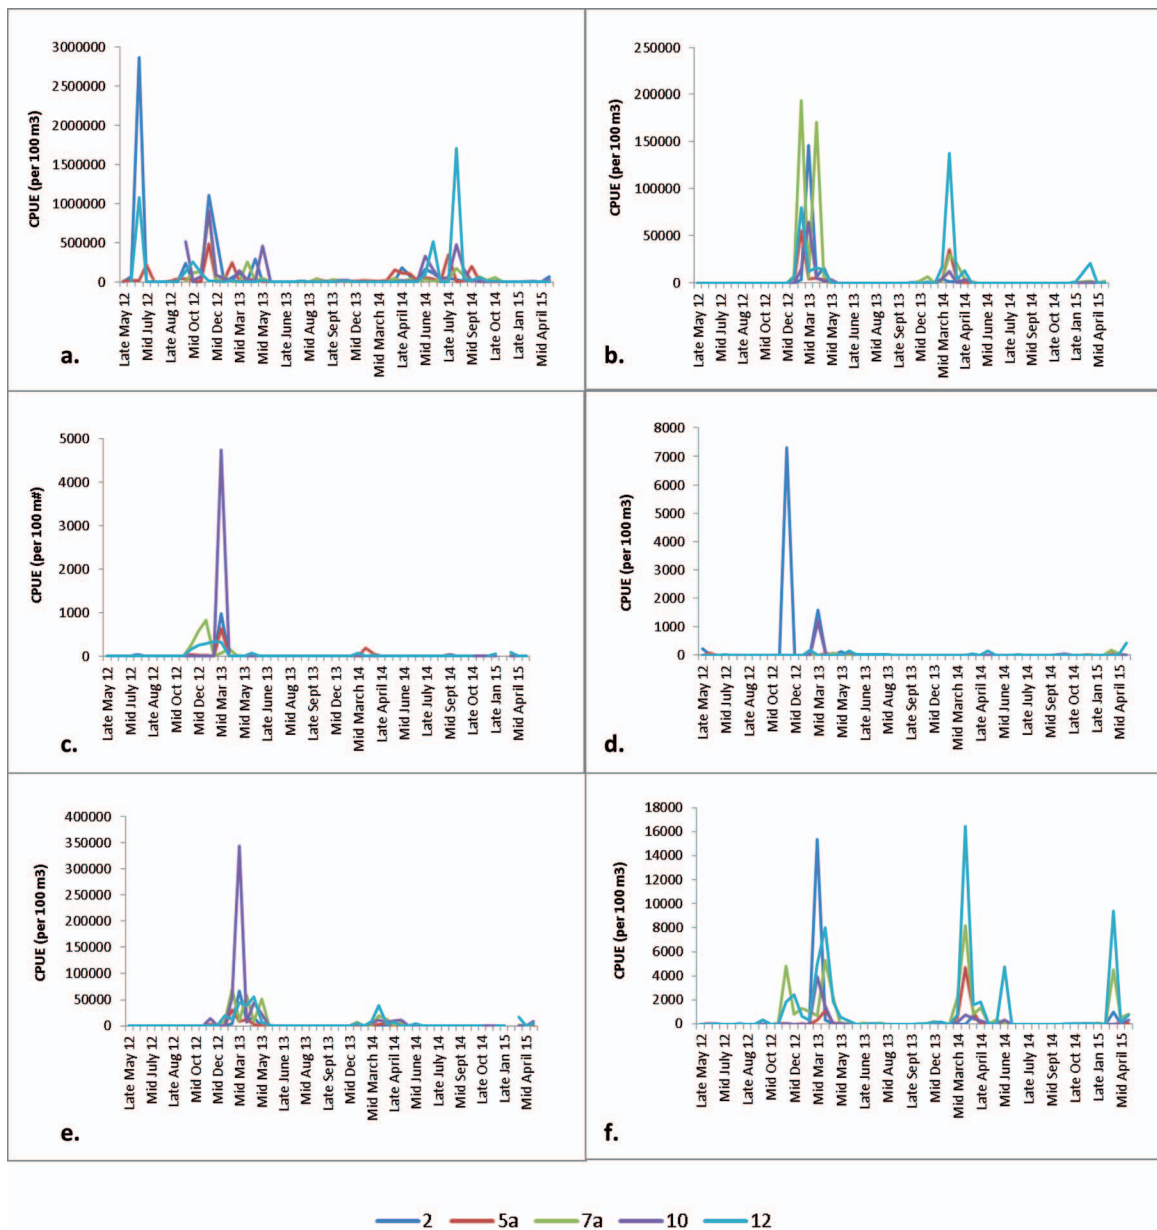 3000000
2500000
2000000
1500000
1000000
500000
0
CPUE (per 100 m3)
Late May 12
Mid July 12
Late Aug 12
Mid Oct 12
Mid Dec 12
Mid Mar 13
Mid May 13
Late June 13
Mid Aug 13
Late Sept 13
Mid Dec 13
Mid March 14
Late April 14
Mid June 14
Late July 14
Mid Sept 14
Late Oct 14
Late Jan 15
Mid April 15
a.
250000
200000
150000
100000
50000
0
CPUE (per 100 m3)
Late May 12
Mid July 12
Late Aug 12
Mid Oct 12
Mid Dec 12
Mid Mar 13
Mid May 13
Late June 13
Mid Aug 13
Late Sept 13
Mid Dec 13
Mid March 14
Late April 14
Mid June 14
Late July 14
Mid Sept 14
Late Oct 14
Late Jan 15
Mid April 15
b.
5000
4000
3000
2000
1000
0
CPUE (per 100 m#)
Late May 12
Mid July 12
Late Aug 12
Mid Oct 12
Mid Dec 12
Mid Mar 13
Mid May 13
Late June 13
Mid Aug 13
Late Sept 13
Mid Dec 13
Mid March 14
Late April 14
Mid June 14
Late July 14
Mid Sept 14
Late Oct 14
Late Jan 15
Mid April 15
c.
8000
7000
6000
5000
4000
3000
2000
1000
0
CPUE (per 100 m3)
Late May 12
Mid July 12
Late Aug 12
Mid Oct 12
Mid Dec 12
Mid Mar 13
Mid May 13
Late June 13
Mid Aug 13
Late Sept 13
Mid Dec 13
Mid March 14
Late April 14
Mid June 14
Late July 14
Mid Sept 14
Late Oct 14
Late Jan 15
Mid April 15
d.
400000
350000
300000
250000
200000
150000
100000
50000
0
CPUE (per 100 m3)
Late May 12
Mid July 12
Late Aug 12
Mid Oct 12
Mid Dec 12
Mid Mar 13
Mid May 13
Late June 13
Mid Aug 13
Late Sept 13
Mid Dec 13
Mid March 14
Late April 14
Mid June 14
Late July 14
Mid Sept 14
Late Oct 14
Late Jan 15
Mid April 15
e.
18000
16000
14000
12000
10000
8000
6000
4000
2000
0
CPUE (per 100 m3)
Late May 12
Mid July 12
Late Aug 12
Mid Oct 12
Mid Dec 12
Mid Mar 13
Mid May 13
Late June 13
Mid Aug 13
Late Sept 13
Mid Dec 13
Mid March 14
Late April 14
Mid June 14
Late July 14
Mid Sept 14
Late Oct 14
Late Jan 15
Mid April 15
f.
2 5a 7a 10 12